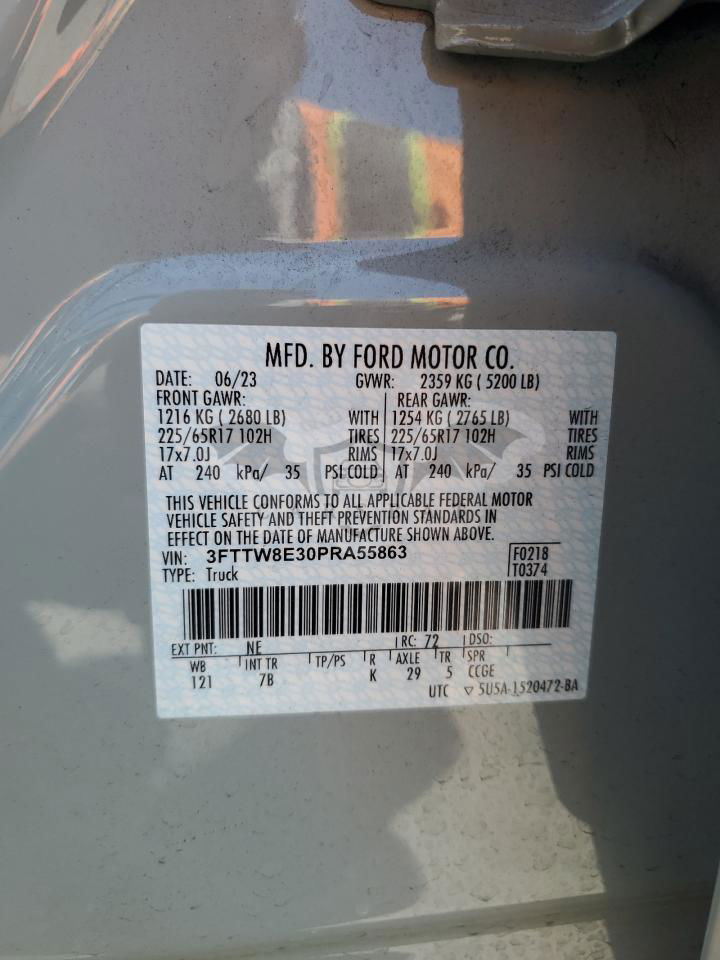 MFD. BY FORD MOTOR CO.
DATE: 06/23 GVWR: 2359 KG ( 5200 LB)
FRONT GAWR: REAR GAWR:
1216 KG ( 2680 LB) WITH 1254 KG ( 2765 LB) WITH
225/65R17 102H TIRES 225/65R17 102H TIRES
17x7.0J RIMS 17x7.0J RIMS
AT 240 kPa/ 35 PSI COLD AT 240 kPa/ 35 PSI COLD
THIS VEHICLE CONFORMS TO ALL APPLICABLE FEDERAL MOTOR
VEHICLE SAFETY AND THEFT PREVENTION STANDARDS IN
EFFECT ON THE DATE OF MANUFACTURE SHOWN ABOVE.
VIN: 3FTTW8E30PRA55863 F0218
TYPE: Truck T0374
EXT PNT: NE RC: 72 DSO:
WB INT TR TP/PS R AXLE TR SPR
121 7B K 29 5 CCGE
UTC ▽ 5U5A-1520472-BA